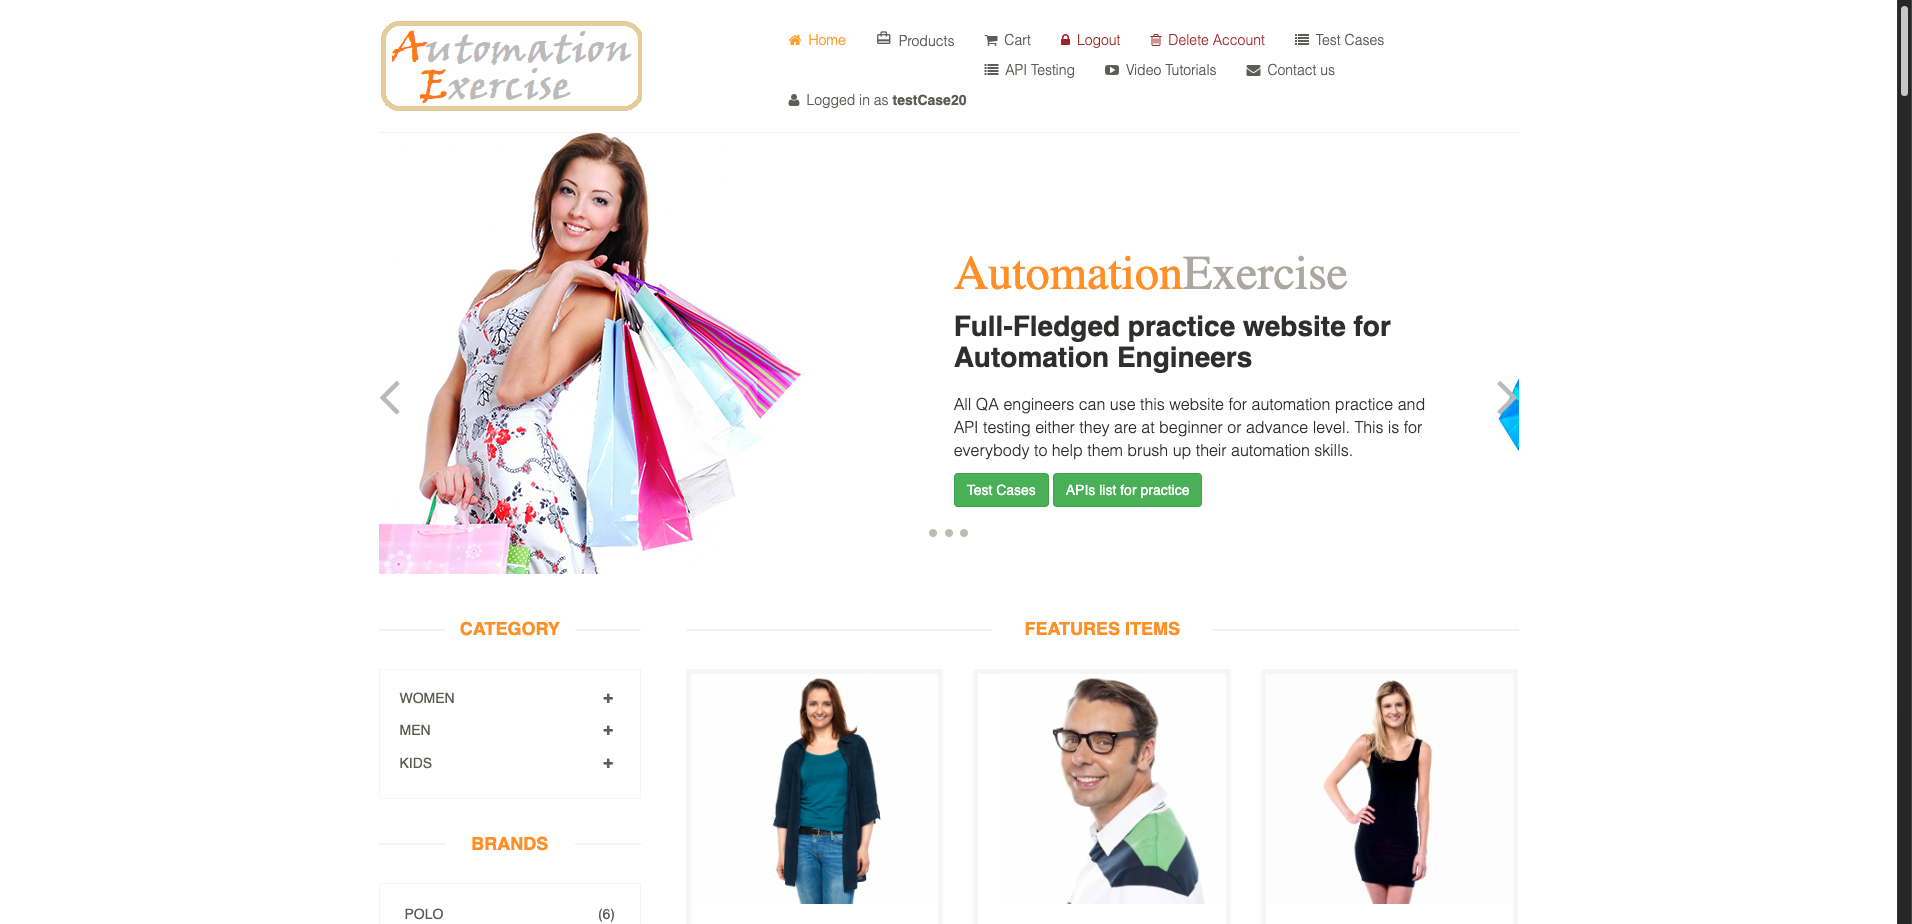 Automation
Exercise
Home Products Cart Logout Delete Account Test Cases
API Testing Video Tutorials Contact us
Logged in as testCase20
AutomationExercise
Full-Fledged practice website for
Automation Engineers
All QA engineers can use this website for automation practice and
API testing either they are at beginner or advance level. This is for
everybody to help them brush up their automation skills.
Test Cases APIs list for practice
CATEGORY
WOMEN
MEN
KIDS
BRANDS
POLO (6)
FEATURES ITEMS